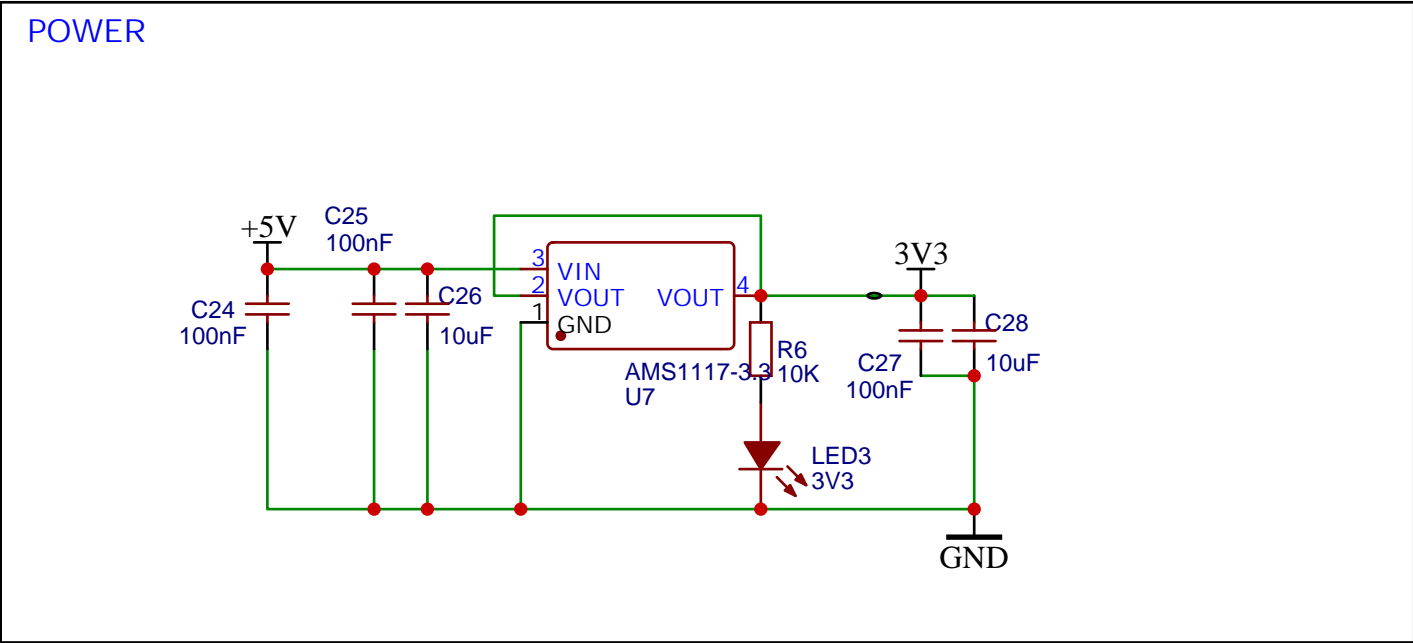 POWER
+5V
C25
100nF
C24
100nF
C26
10uF
3
2
1
VIN
VOUT
GND
VOUT
4
AMS1117-3.3
U7
R6
10K
LED3
3V3
3V3
C27
100nF
C28
10uF
GND